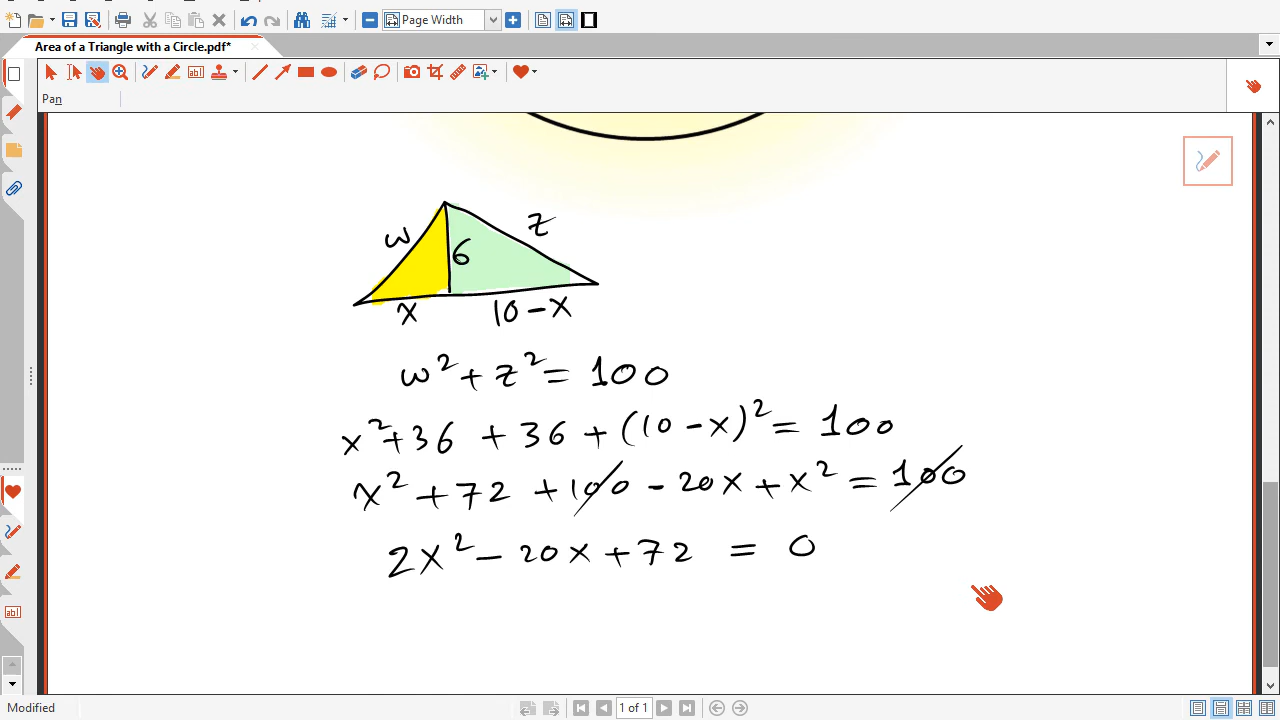 Page Width
Area of a Triangle with a Circle.pdf*
Pan
w
z
6
x
10-x
w²+z²=100
x²+36 +36+(10-x)²=100
x²+72+100-20x+x²=100
2x²-20x+72 = 0
Modified
1 of 1